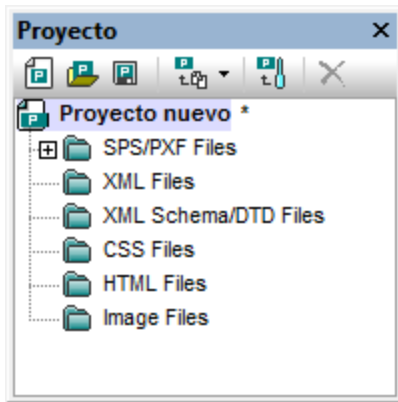 Proyecto
Proyecto nuevo *
SPS/PXF Files
XML Files
XML Schema/DTD Files
CSS Files
HTML Files
Image Files